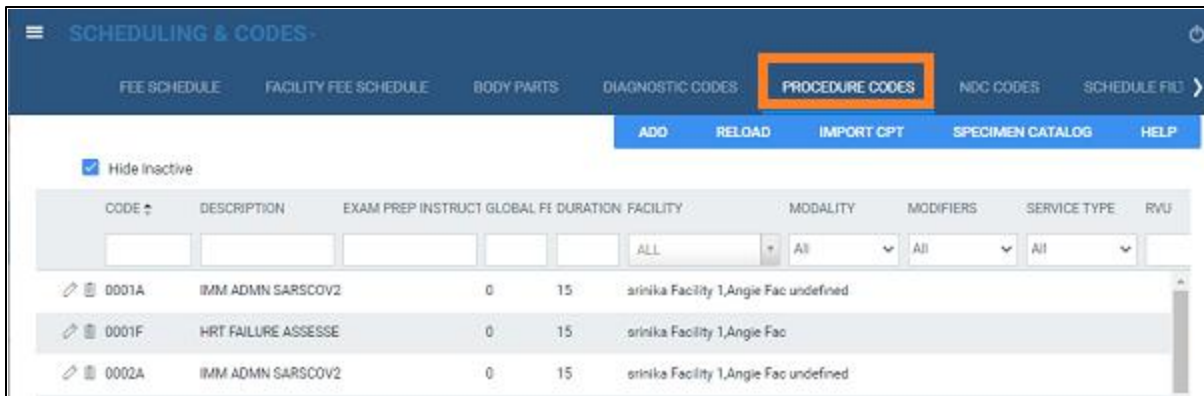 SCHEDULING & CODES
FEE SCHEDULE FACILITY FEE SCHEDULE BODY PARTS DIAGNOSTIC CODES PROCEDURE CODES NDC CODES SCHEDULE FILT
ADD RELOAD IMPORT CPT SPECIMEN CATALOG HELP
Hide Inactive
CODE DESCRIPTION EXAM PREP INSTRUCT GLOBAL FE DURATION FACILITY MODALITY MODIFIERS SERVICE TYPE RVU
ALL All All All
0001A IMM ADMN SARSCOV2 0 15 srinika Facility 1,Angie Fac undefined
0001F HRT FAILURE ASSESSE 0 15 srinika Facility 1,Angie Fac
0002A IMM ADMN SARSCOV2 0 15 srinika Facility 1,Angie Fac undefined